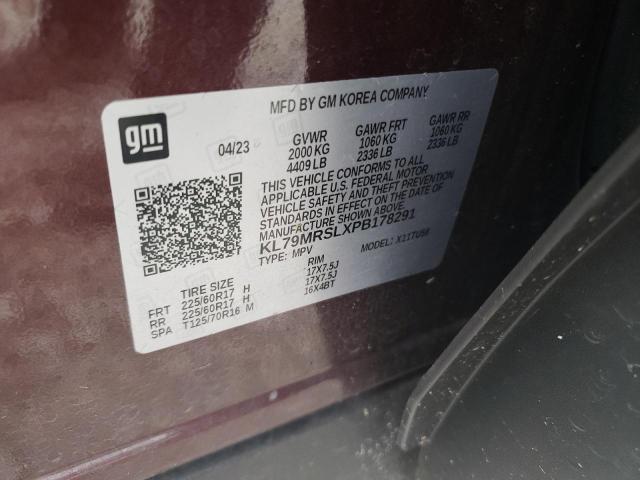 MFD BY GM KOREA COMPANY
gm
04/23
GVWR GAWR FRT GAWR RR
2000 KG 1060 KG 1060 KG
4409 LB 2336 LB 2336 LB
THIS VEHICLE CONFORMS TO ALL
APPLICABLE U.S. FEDERAL MOTOR
VEHICLE SAFETY AND THEFT PREVENTION
STANDARDS IN EFFECT ON THE DATE OF
MANUFACTURE SHOWN ABOVE.
KL79MRSLXPB178291
TYPE: MPV MODEL: X11TU56
TIRE SIZE RIM
FRT 225/60R17 H 17X7.5J
RR 225/60R17 H 17X7.5J
SPA T125/70R16 M 16X4BT